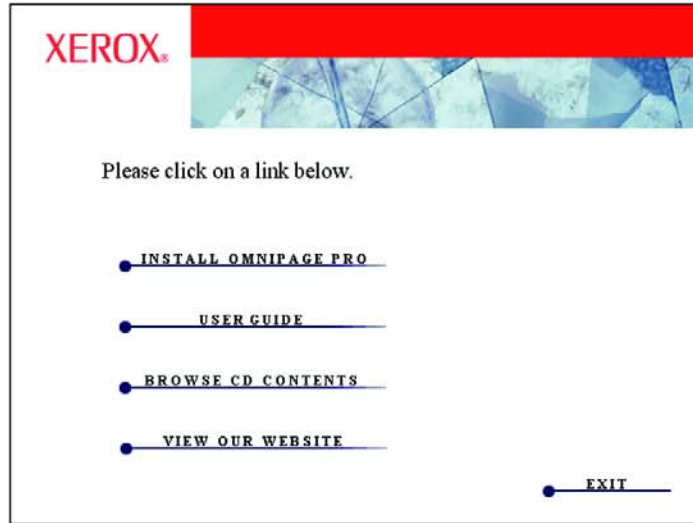 XEROX®
Please click on a link below.
INSTALL OMNIPAGE PRO
USER GUIDE
BROWSE CD CONTENTS
VIEW OUR WEBSITE
EXIT